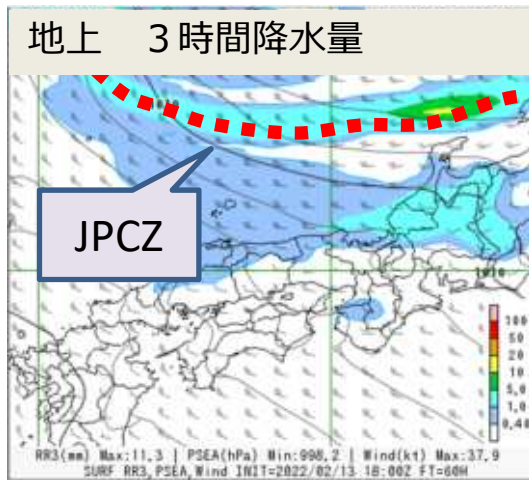 地上　３時間降水量
1010
JPCZ
1010
100
50
20
10
5.0
1.0
0.40
RR3(mm) Max:11.3 | PSEA(hPa) Min:998.2 | Wind(kt) Max:37.9
SURF RR3,PSEA,Wind INIT=2022/02/13 18:00Z FT=60H